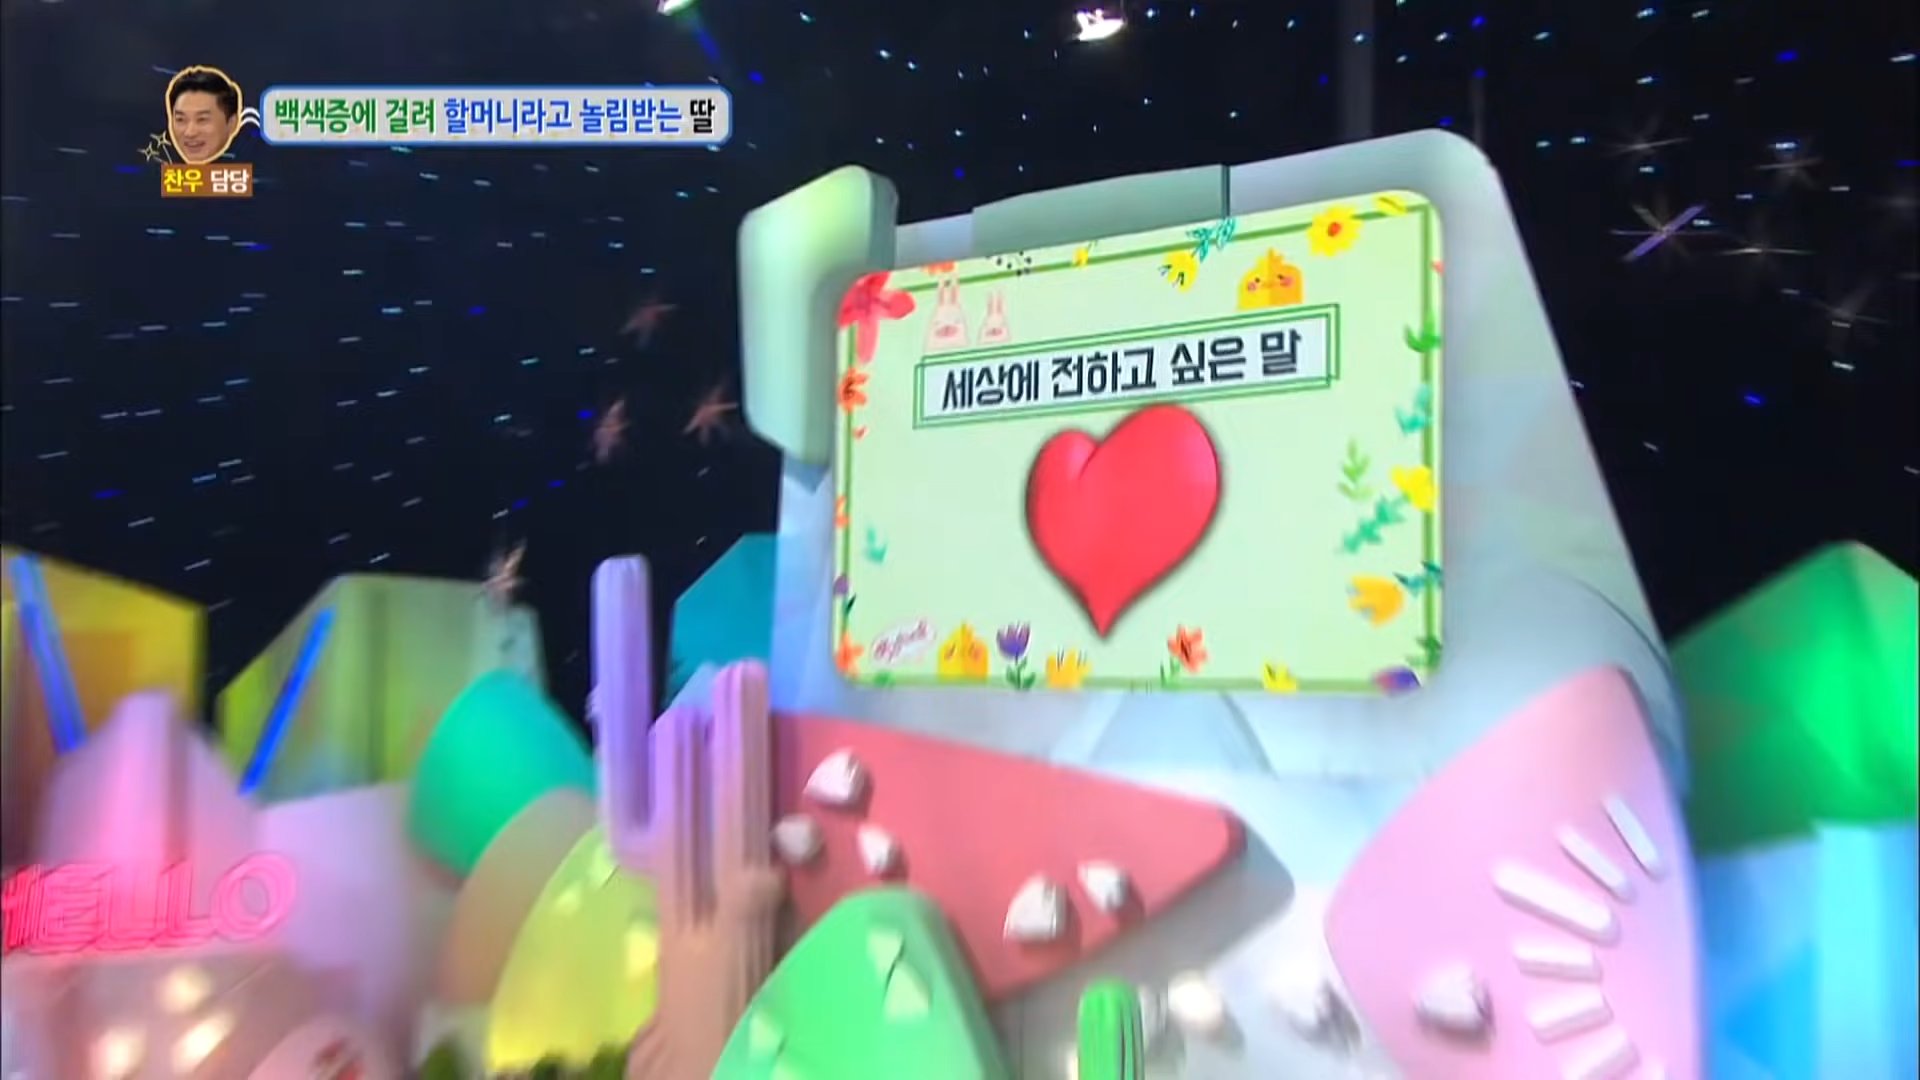 백색증에 걸려 할머니라고 놀림받는 딸
찬우 담당
세상에 전하고 싶은 말
HELLO